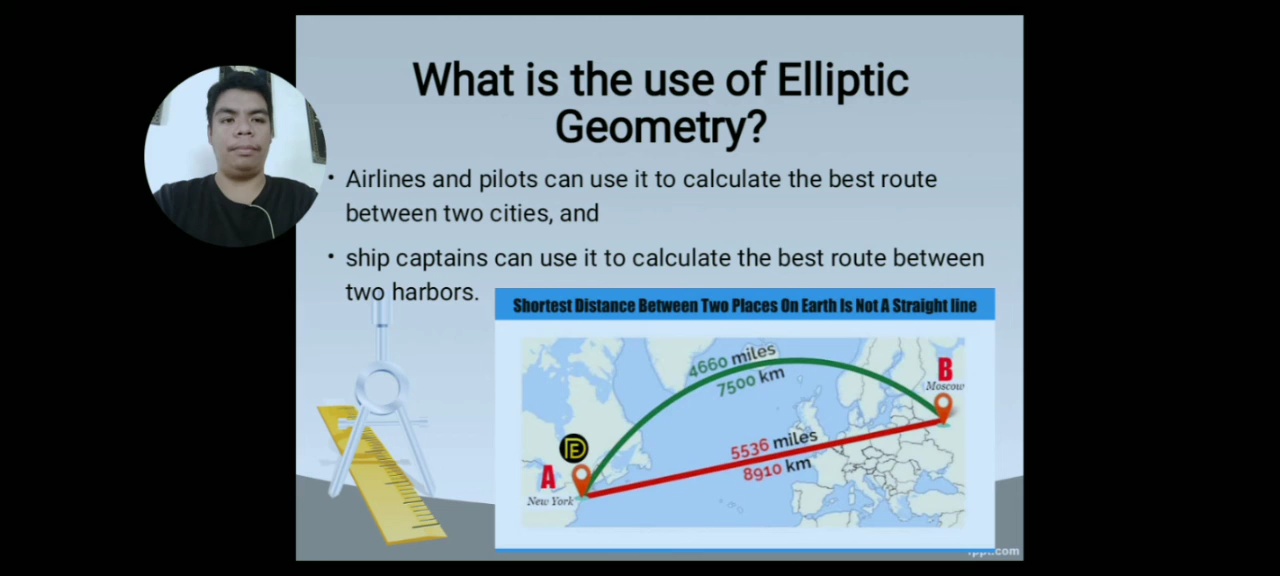 What is the use of Elliptic
Geometry?
• Airlines and pilots can use it to calculate the best route
between two cities, and
• ship captains can use it to calculate the best route between
two harbors.
Shortest Distance Between Two Places On Earth Is Not A Straight line
4660 miles
7500 km
B
Moscow
5536 miles
8910 km
A
New York